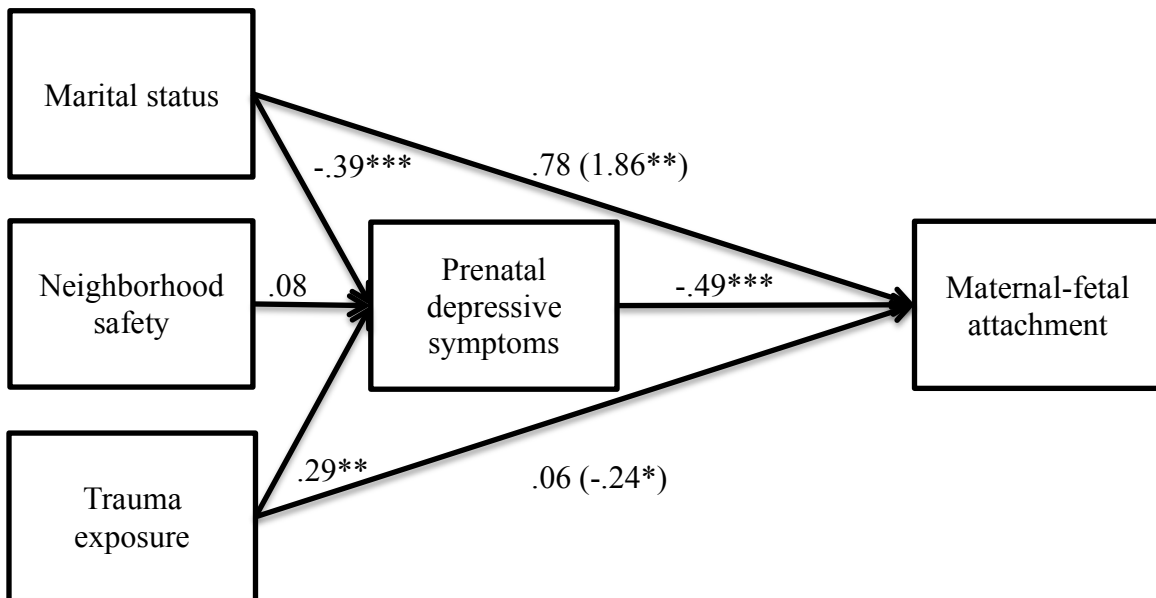 Marital status
-.39***
.78 (1.86**)
Neighborhood
safety
.08
Prenatal
depressive
symptoms
-.49***
Maternal-fetal
attachment
Trauma
exposure
.29**
.06 (-.24*)